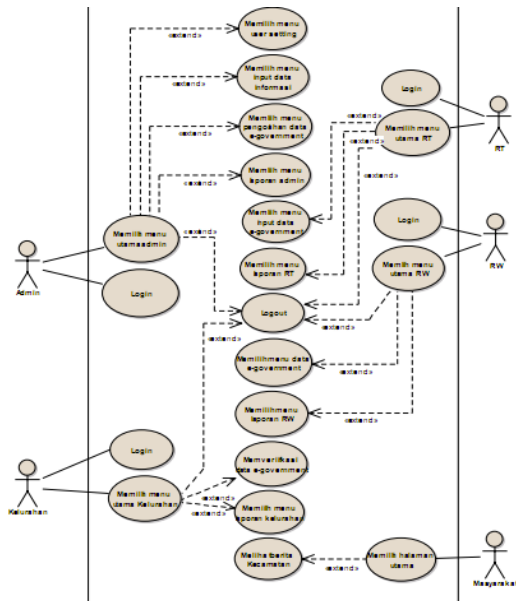 Memilih menu
user setting
«extend»
Memilih menu
input data
informasi
«extend»
Login
Memilih menu
pengolahan data
e-government
«extend»
«extend»
Memilih menu
utama RT
RT
«extend»
Memilih menu
laporan admin
«extend»
«extend»
Memilih menu
input data
e-government
Login
Memilih menu
utama admin
«extend»
RW
Admin
Memilih menu
laporan RT
Memilih menu
utama RW
Login
Logout
«extend»
«extend»
Memilihmenu data
e-government
«extend»
Memilihmenu
laporan RW
«extend»
Login
Memverifikasi
data e-government
Kelurahan
Memilih menu
utama Kelurahan
«extend»
«extend»
Memilih menu
laporan kelurahan
Melihat berita
Kecamatan
«extend»
Memilih halaman
utama
Masyarakat